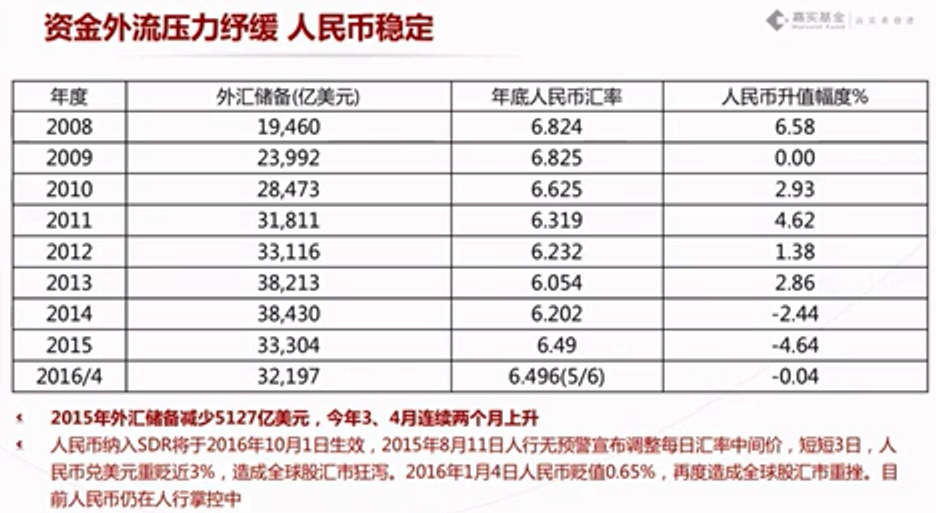 资金外流压力纾缓 人民币稳定
嘉实基金
Harvest Fund
年度 外汇储备(亿美元) 年底人民币汇率 人民币升值幅度%
2008 19,460 6.824 6.58
2009 23,992 6.825 0.00
2010 28,473 6.625 2.93
2011 31,811 6.319 4.62
2012 33,116 6.232 1.38
2013 38,213 6.054 2.86
2014 38,430 6.202 -2.44
2015 33,304 6.49 -4.64
2016/4 32,197 6.496(5/6) -0.04
2015年外汇储备减少5127亿美元，今年3、4月连续两个月上升
人民币纳入SDR将于2016年10月1日生效，2015年8月11日人行无预警宣布调整每日汇率中间价，短短3日，人
民币兑美元重贬近3%，造成全球股汇市狂泻。2016年1月4日人民币贬值0.65%，再度造成全球股汇市重挫。目
前人民币仍在人行掌控中